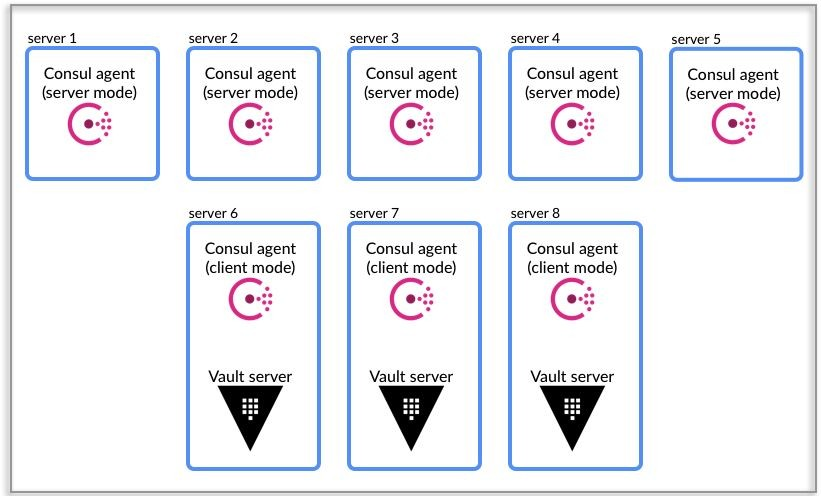 server 1
server 2
server 3
server 4
server 5
Consul agent
(server mode)
Consul agent
(server mode)
Consul agent
(server mode)
Consul agent
(server mode)
Consul agent
(server mode)
server 6
server 7
server 8
Consul agent
(client mode)
Consul agent
(client mode)
Consul agent
(client mode)
Vault server
Vault server
Vault server